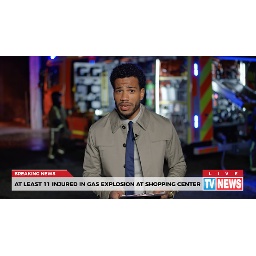 BREAKING NEWS
AT LEAST 11 INJURED IN GAS EXPLOSION AT SHOPPING CENTER
LIVE
TV NEWS